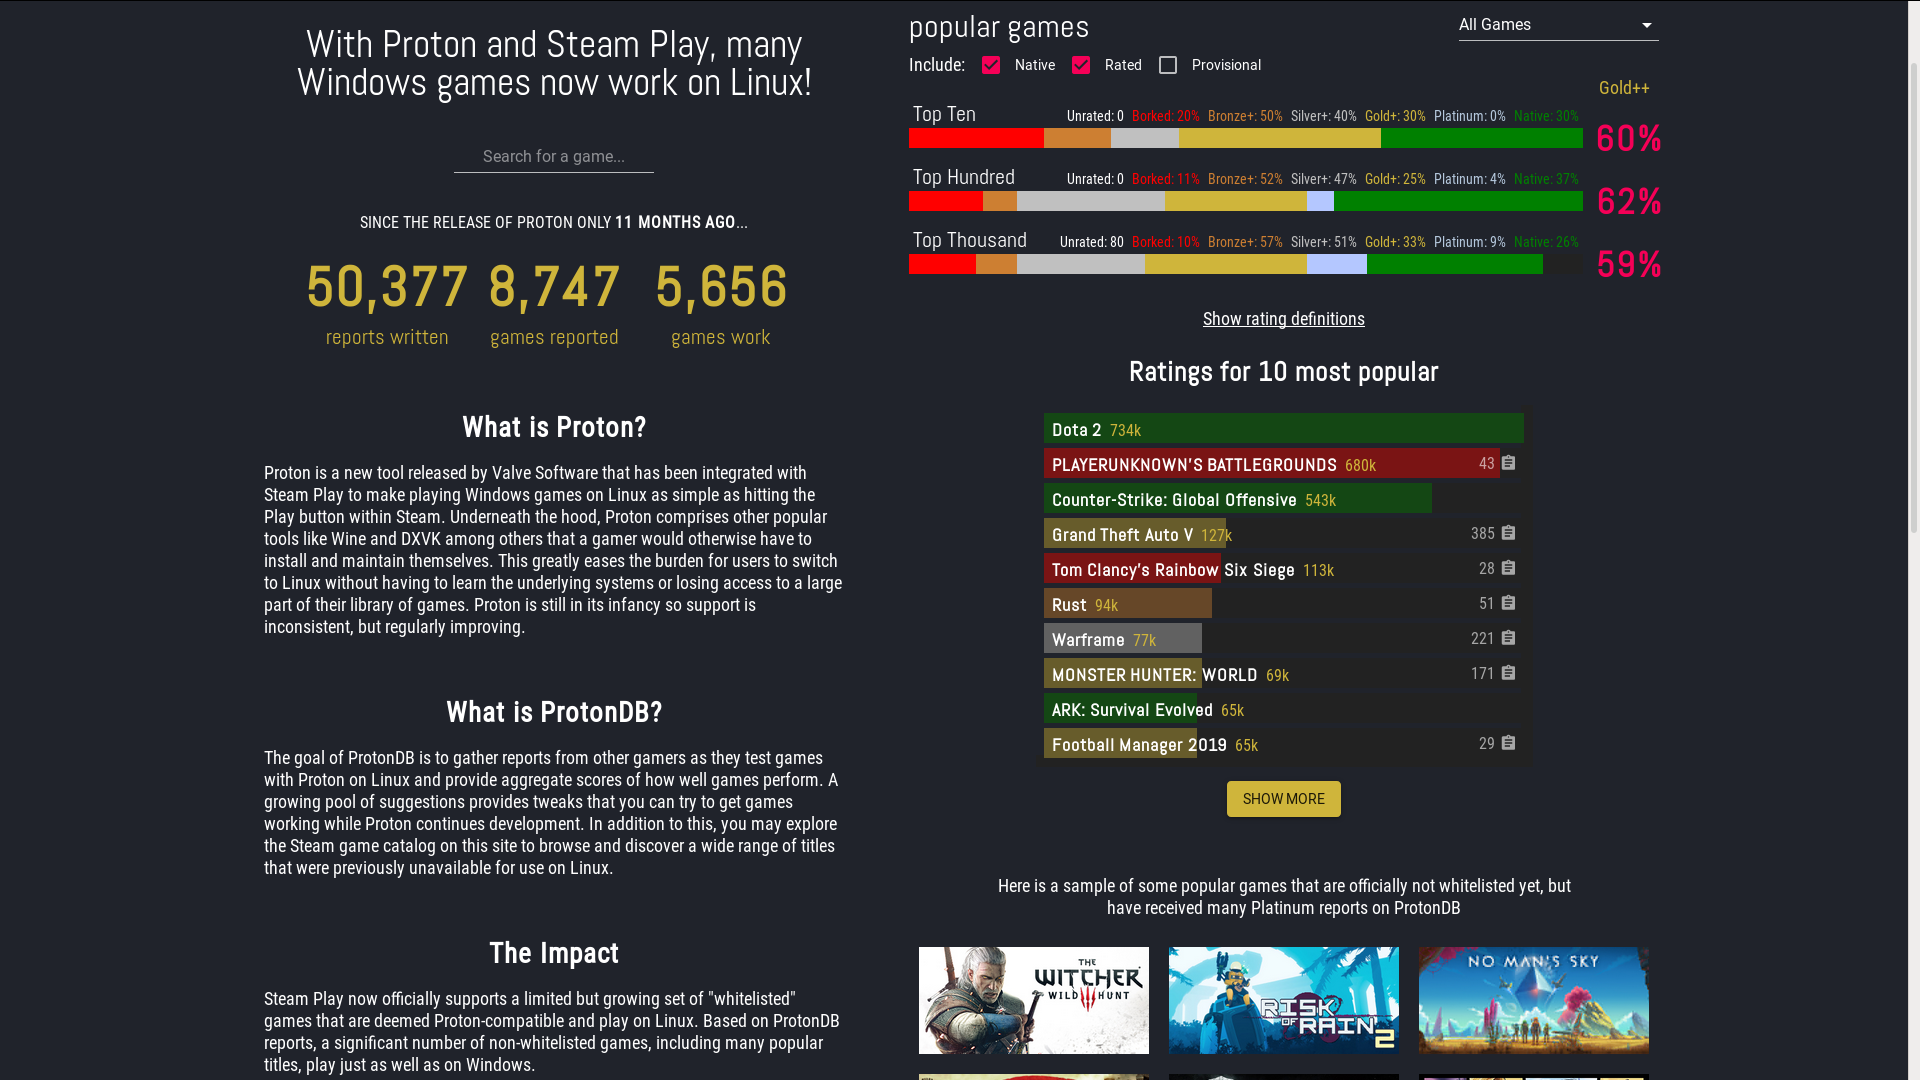 With Proton and Steam Play, many
Windows games now work on Linux!
Search for a game...
SINCE THE RELEASE OF PROTON ONLY 11 MONTHS AGO...
50,377 8,747 5,656
reports written games reported games work
What is Proton?
Proton is a new tool released by Valve Software that has been integrated with
Steam Play to make playing Windows games on Linux as simple as hitting the
Play button within Steam. Underneath the hood, Proton comprises other popular
tools like Wine and DXVK among others that a gamer would otherwise have to
install and maintain themselves. This greatly eases the burden for users to switch
to Linux without having to learn the underlying systems or losing access to a large
part of their library of games. Proton is still in its infancy so support is
inconsistent, but regularly improving.
What is ProtonDB?
The goal of ProtonDB is to gather reports from other gamers as they test games
with Proton on Linux and provide aggregate scores of how well games perform. A
growing pool of suggestions provides tweaks that you can try to get games
working while Proton continues development. In addition to this, you may explore
the Steam game catalog on this site to browse and discover a wide range of titles
that were previously unavailable for use on Linux.
The Impact
Steam Play now officially supports a limited but growing set of "whitelisted"
games that are deemed Proton-compatible and play on Linux. Based on ProtonDB
reports, a significant number of non-whitelisted games, including many popular
titles, play just as well as on Windows.
popular games All Games
Include: Native Rated Provisional
Gold++
Top Ten Unrated: 0 Borked: 20% Bronze+: 50% Silver+: 40% Gold+: 30% Platinum: 0% Native: 30%
60%
Top Hundred Unrated: 0 Borked: 11% Bronze+: 52% Silver+: 47% Gold+: 25% Platinum: 4% Native: 37%
62%
Top Thousand Unrated: 80 Borked: 10% Bronze+: 57% Silver+: 51% Gold+: 33% Platinum: 9% Native: 26%
59%
Show rating definitions
Ratings for 10 most popular
Dota 2 734k
PLAYERUNKNOWN'S BATTLEGROUNDS 680k 43
Counter-Strike: Global Offensive 543k
Grand Theft Auto V 127k 385
Tom Clancy's Rainbow Six Siege 113k 28
Rust 94k 51
Warframe 77k 221
MONSTER HUNTER: WORLD 69k 171
ARK: Survival Evolved 65k
Football Manager 2019 65k 29
SHOW MORE
Here is a sample of some popular games that are officially not whitelisted yet, but
have received many Platinum reports on ProtonDB
THE
WITCHER
WILD HUNT
RISK
OF
RAIN 2
NO MAN'S SKY